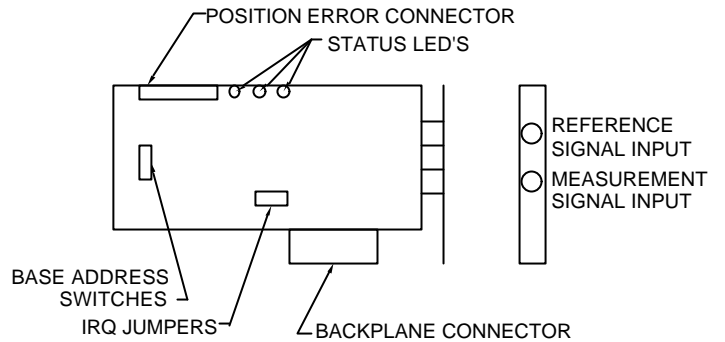 POSITION ERROR CONNECTOR
STATUS LED'S
REFERENCE
SIGNAL INPUT
MEASUREMENT
SIGNAL INPUT
BASE ADDRESS
SWITCHES
IRQ JUMPERS
BACKPLANE CONNECTOR